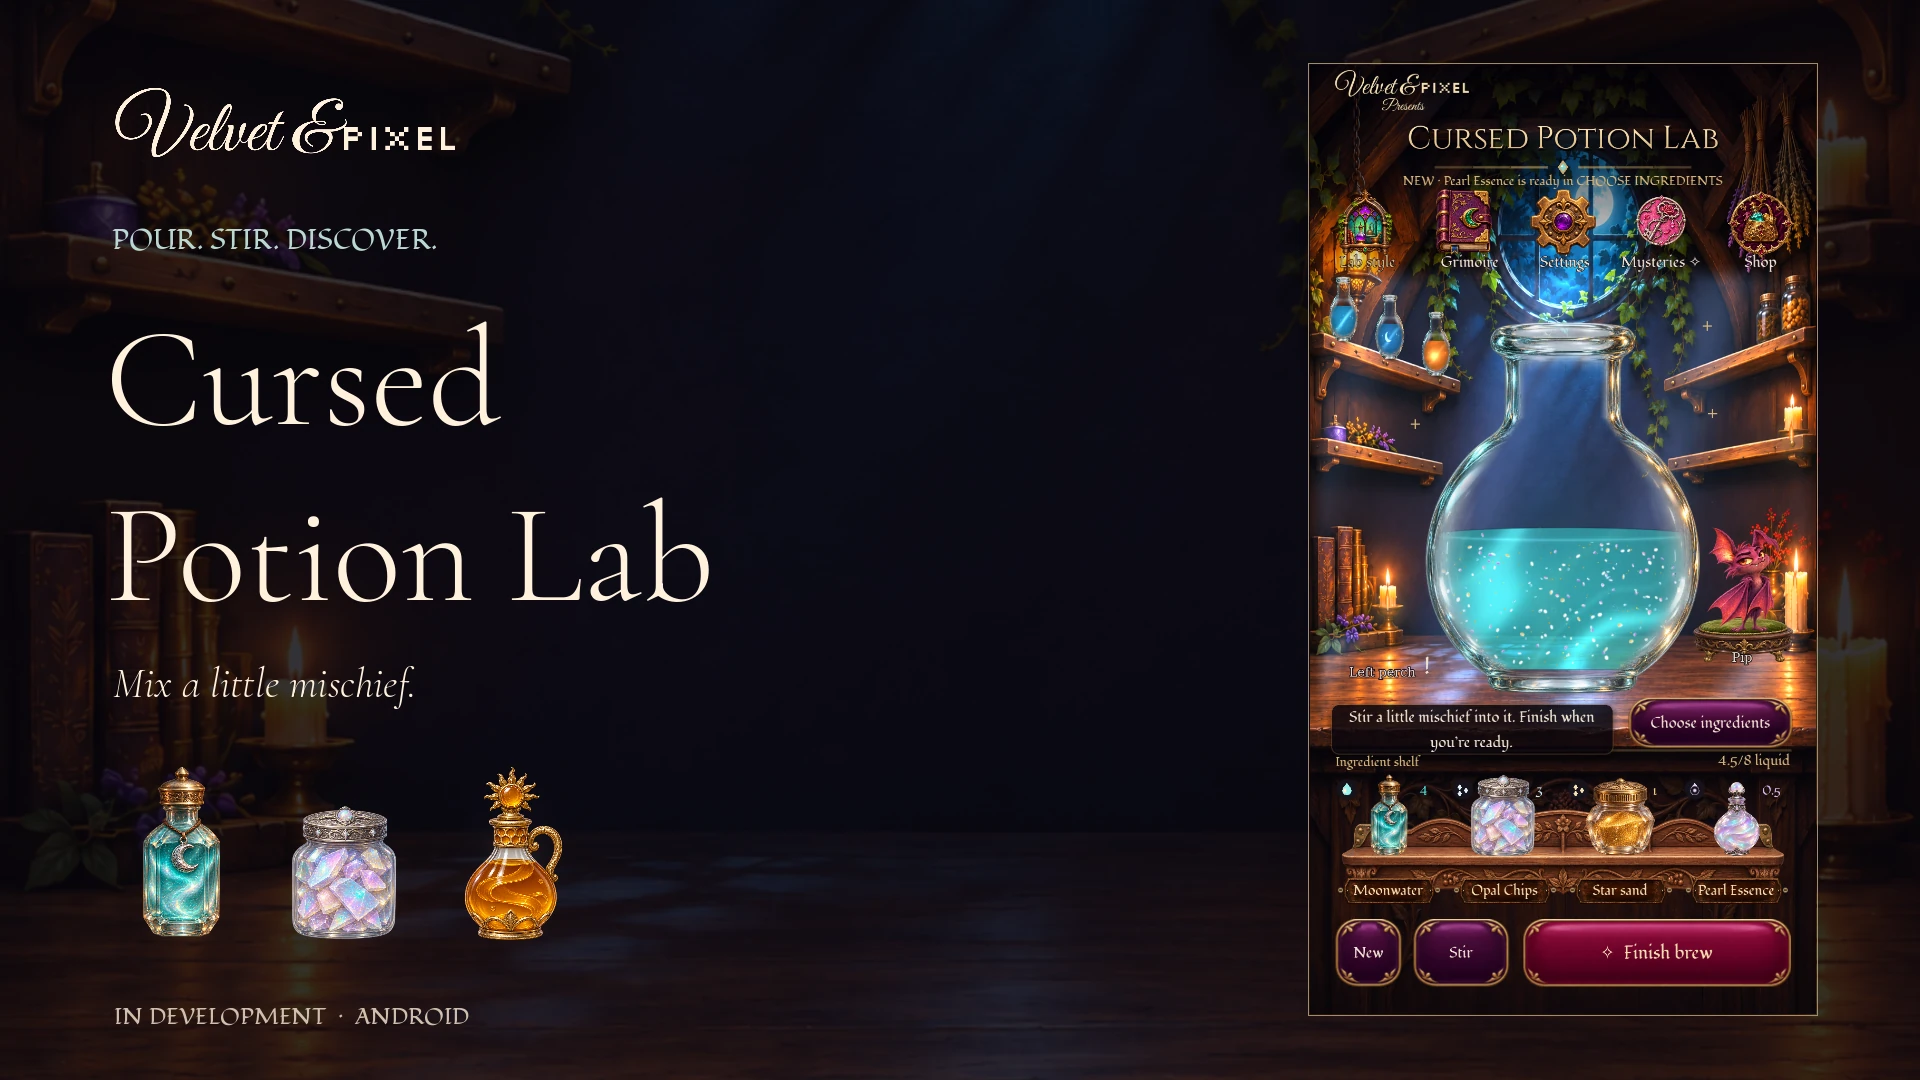 Velvet & PIXEL
POUR. STIR. DISCOVER.
Cursed
Potion Lab
Mix a little mischief.
IN DEVELOPMENT · ANDROID
Velvet & PIXEL
Presents
CURSED POTION LAB
NEW · Pearl Essence is ready in CHOOSE INGREDIENTS
Lab style Grimoire Settings Mysteries ✧ Shop
Left perch !
Pip
Stir a little mischief into it. Finish when
you're ready.
Choose ingredients
Ingredient shelf 4.5/8 liquid
4 3 1 0.5
Moonwater Opal Chips Star sand Pearl Essence
New Stir ✧ Finish brew